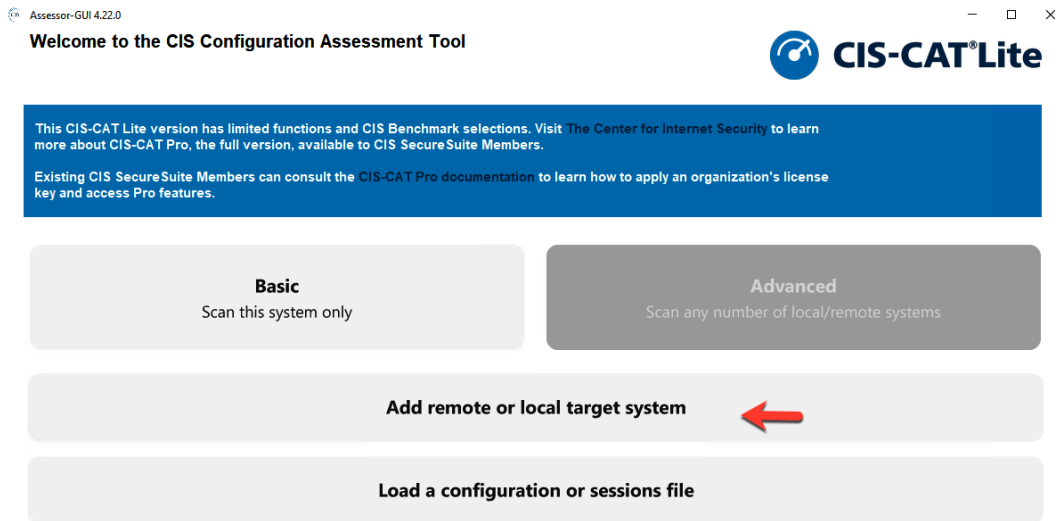 Assessor-GUI 4.22.0
Welcome to the CIS Configuration Assessment Tool
CIS-CAT®Lite
This CIS-CAT Lite version has limited functions and CIS Benchmark selections. Visit The Center for Internet Security to learn
more about CIS-CAT Pro, the full version, available to CIS SecureSuite Members.
Existing CIS SecureSuite Members can consult the CIS-CAT Pro documentation to learn how to apply an organization's license
key and access Pro features.
Basic
Scan this system only
Advanced
Scan any number of local/remote systems
Add remote or local target system
Load a configuration or sessions file